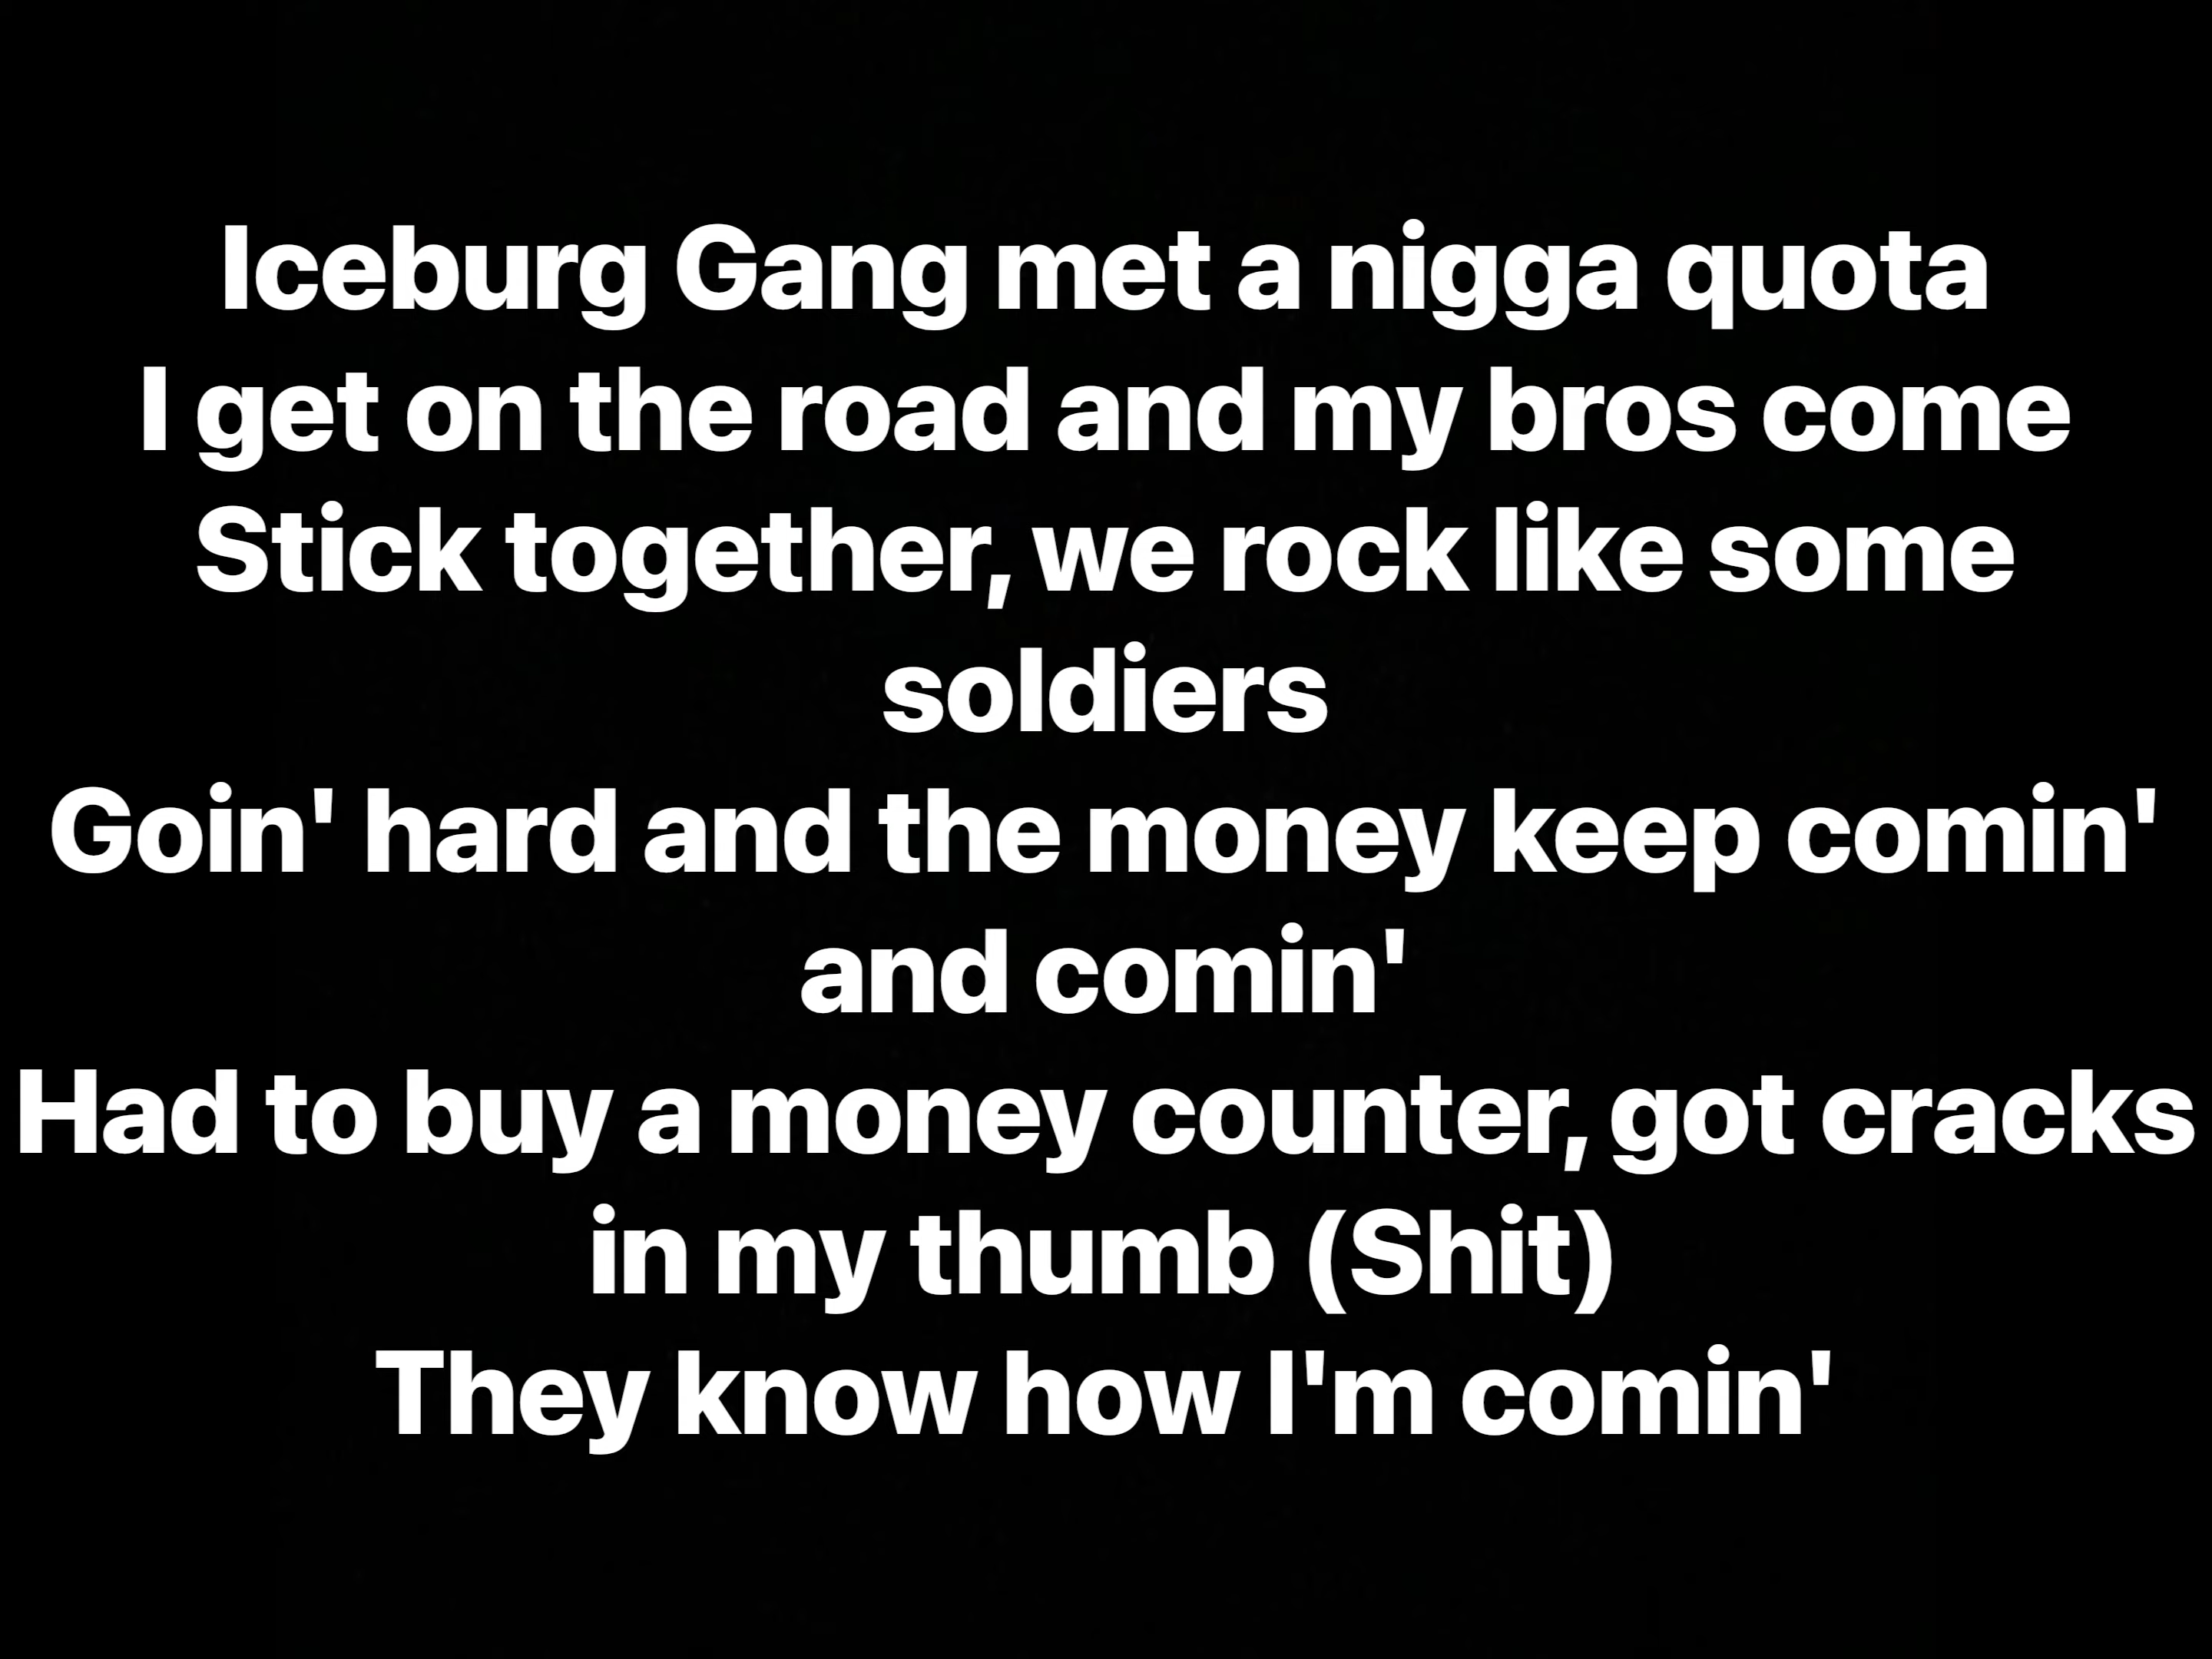 Iceburg Gang met a nigga quota
I get on the road and my bros come
Stick together, we rock like some
soldiers
Goin' hard and the money keep comin'
and comin'
Had to buy a money counter, got cracks
in my thumb (Shit)
They know how I'm comin'